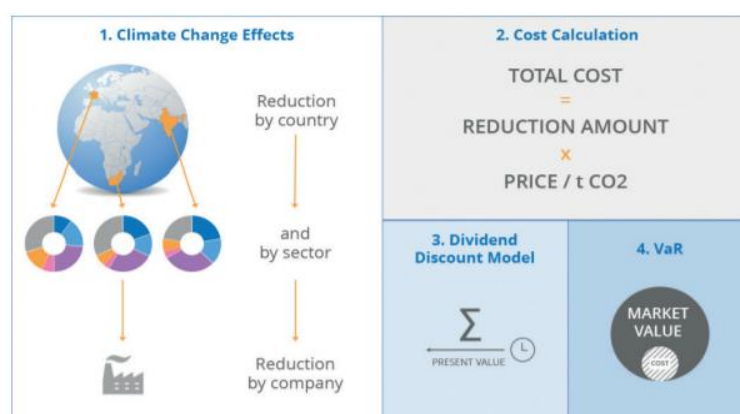 1. Climate Change Effects
Reduction
by country
and
by sector
Reduction
by company
2. Cost Calculation
TOTAL COST
=
REDUCTION AMOUNT
x
PRICE / t CO2
3. Dividend
Discount Model
Σ
PRESENT VALUE
4. VaR
MARKET
VALUE
COST